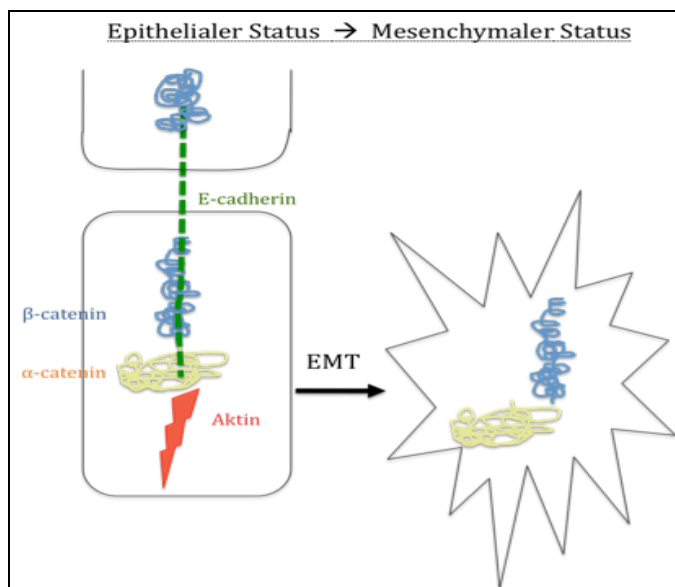 Epithelialer Status → Mesenchymaler Status
E-cadherin
β-catenin
α-catenin
EMT
Aktin